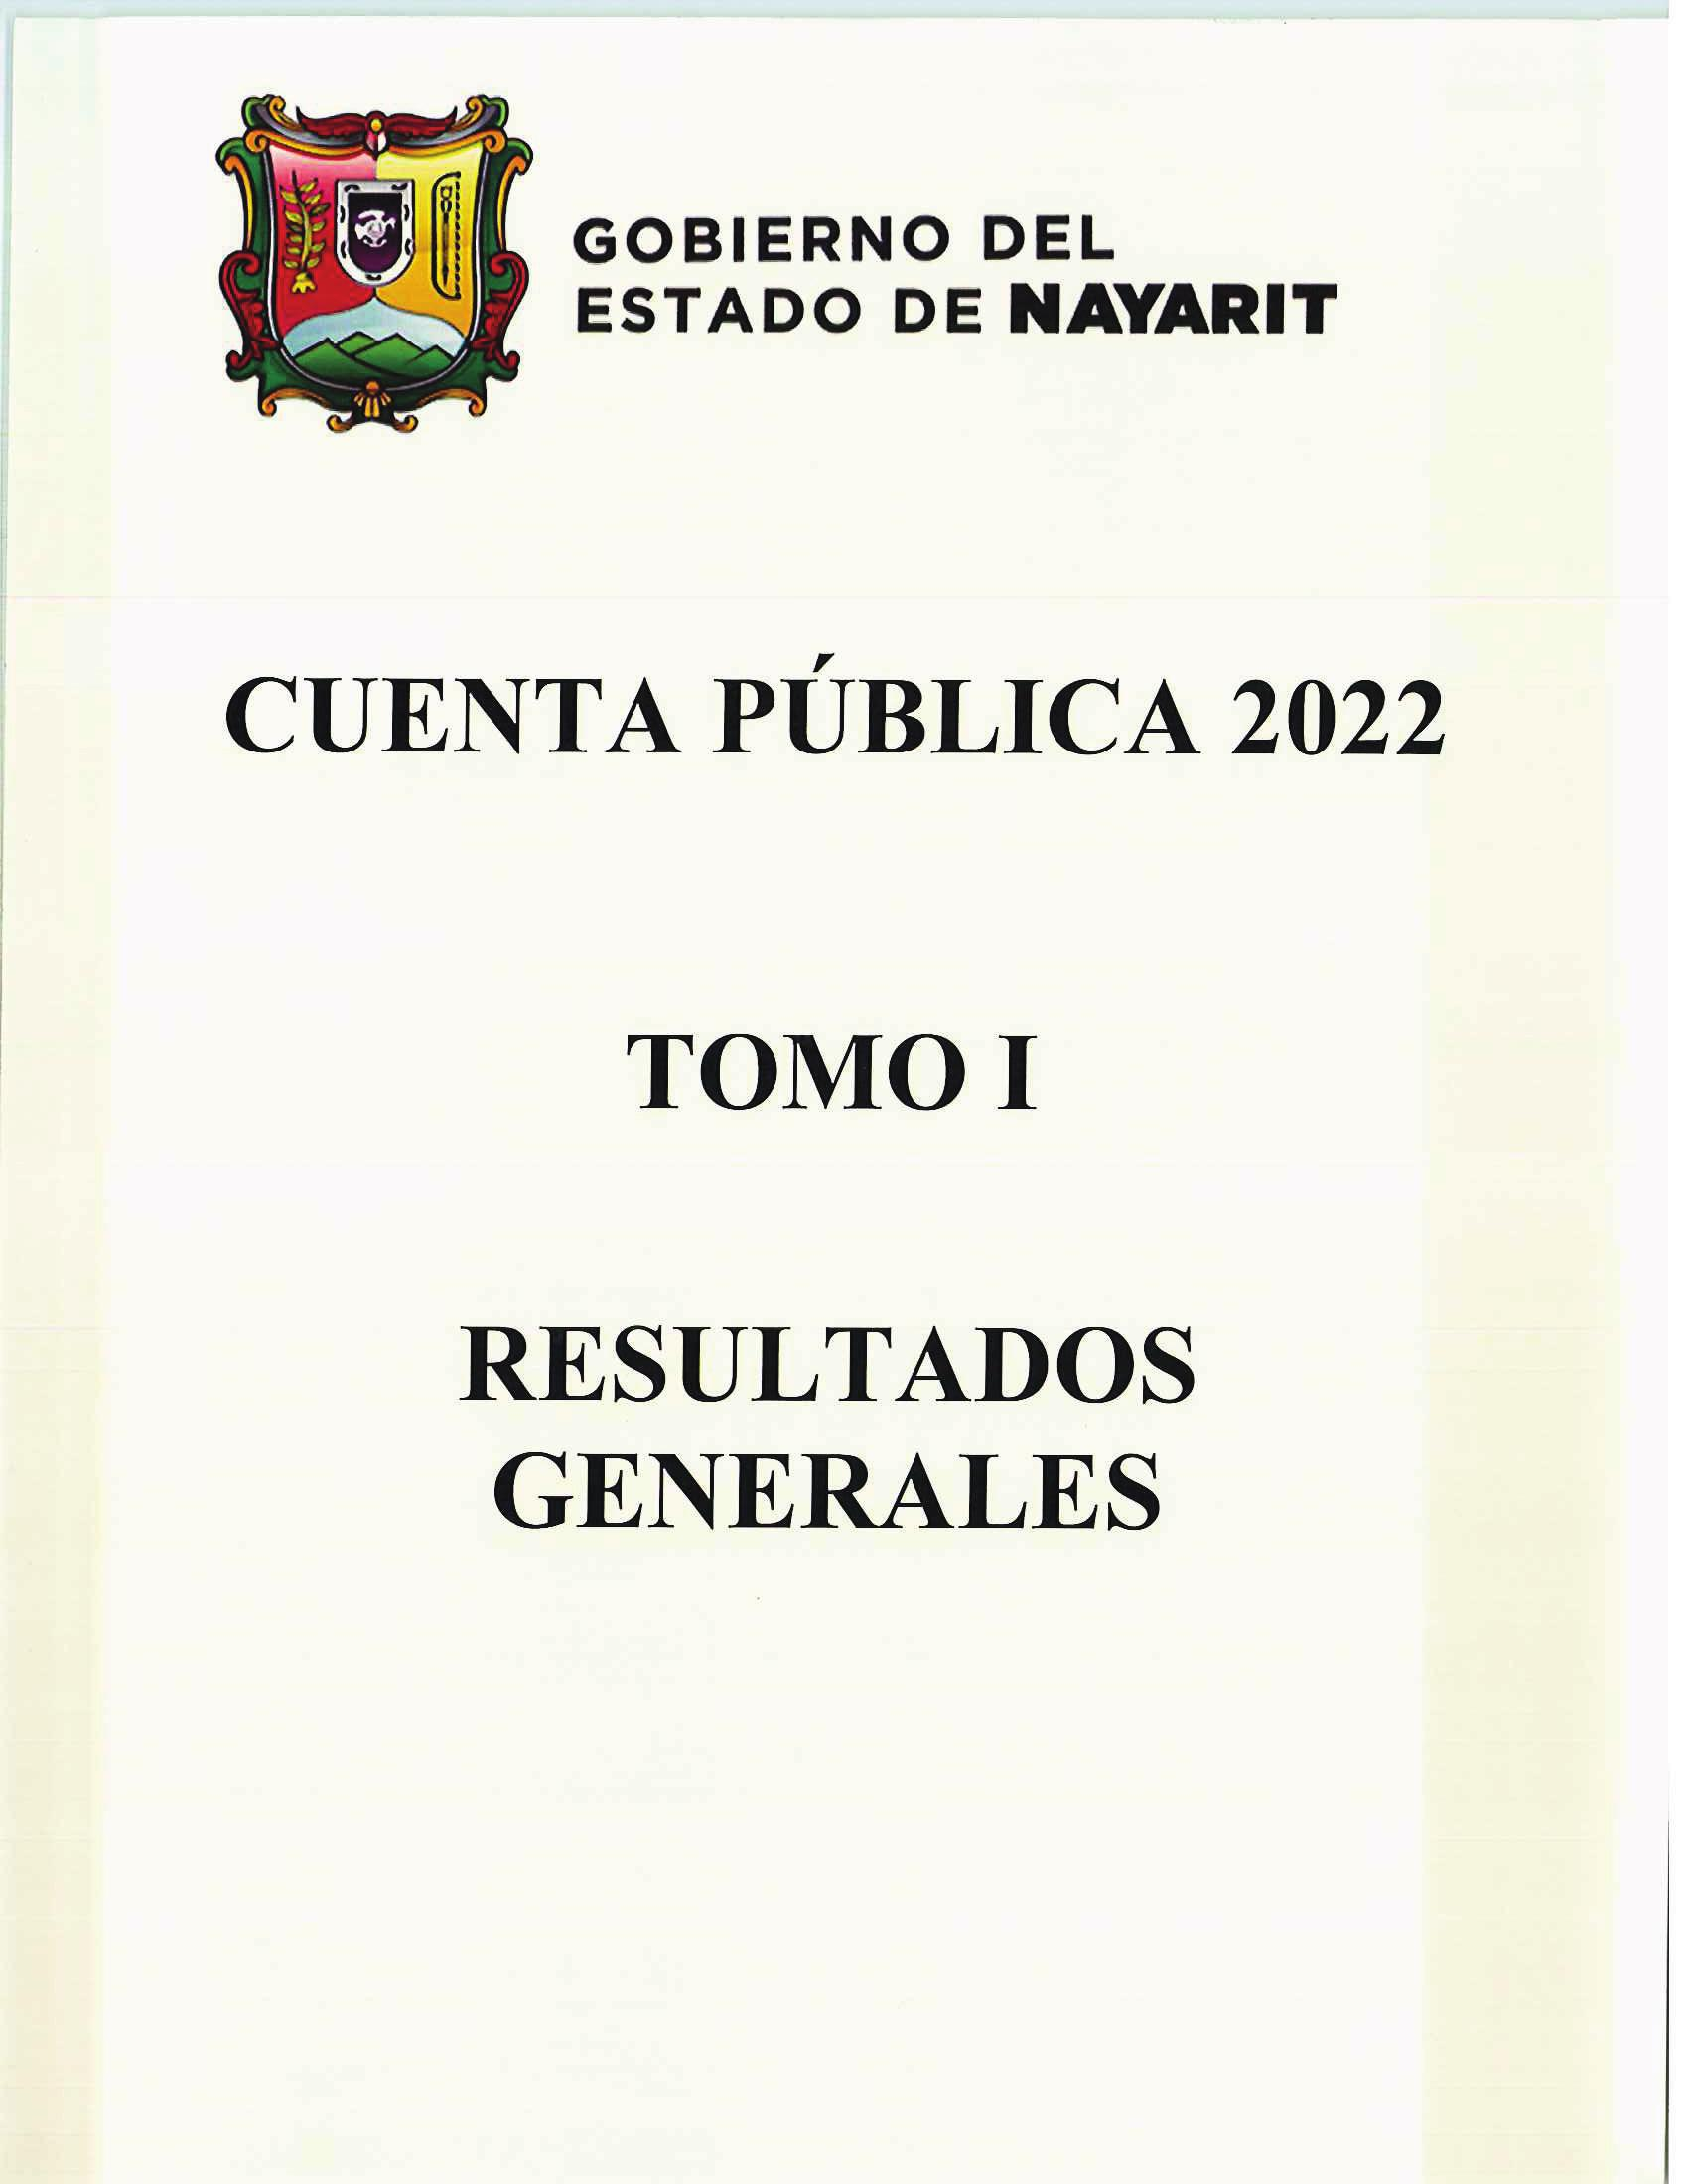 GOBIERNO DEL
ESTADO DE NAYARIT
CUENTA PÚBLICA 2022
TOMO I
RESULTADOS
GENERALES